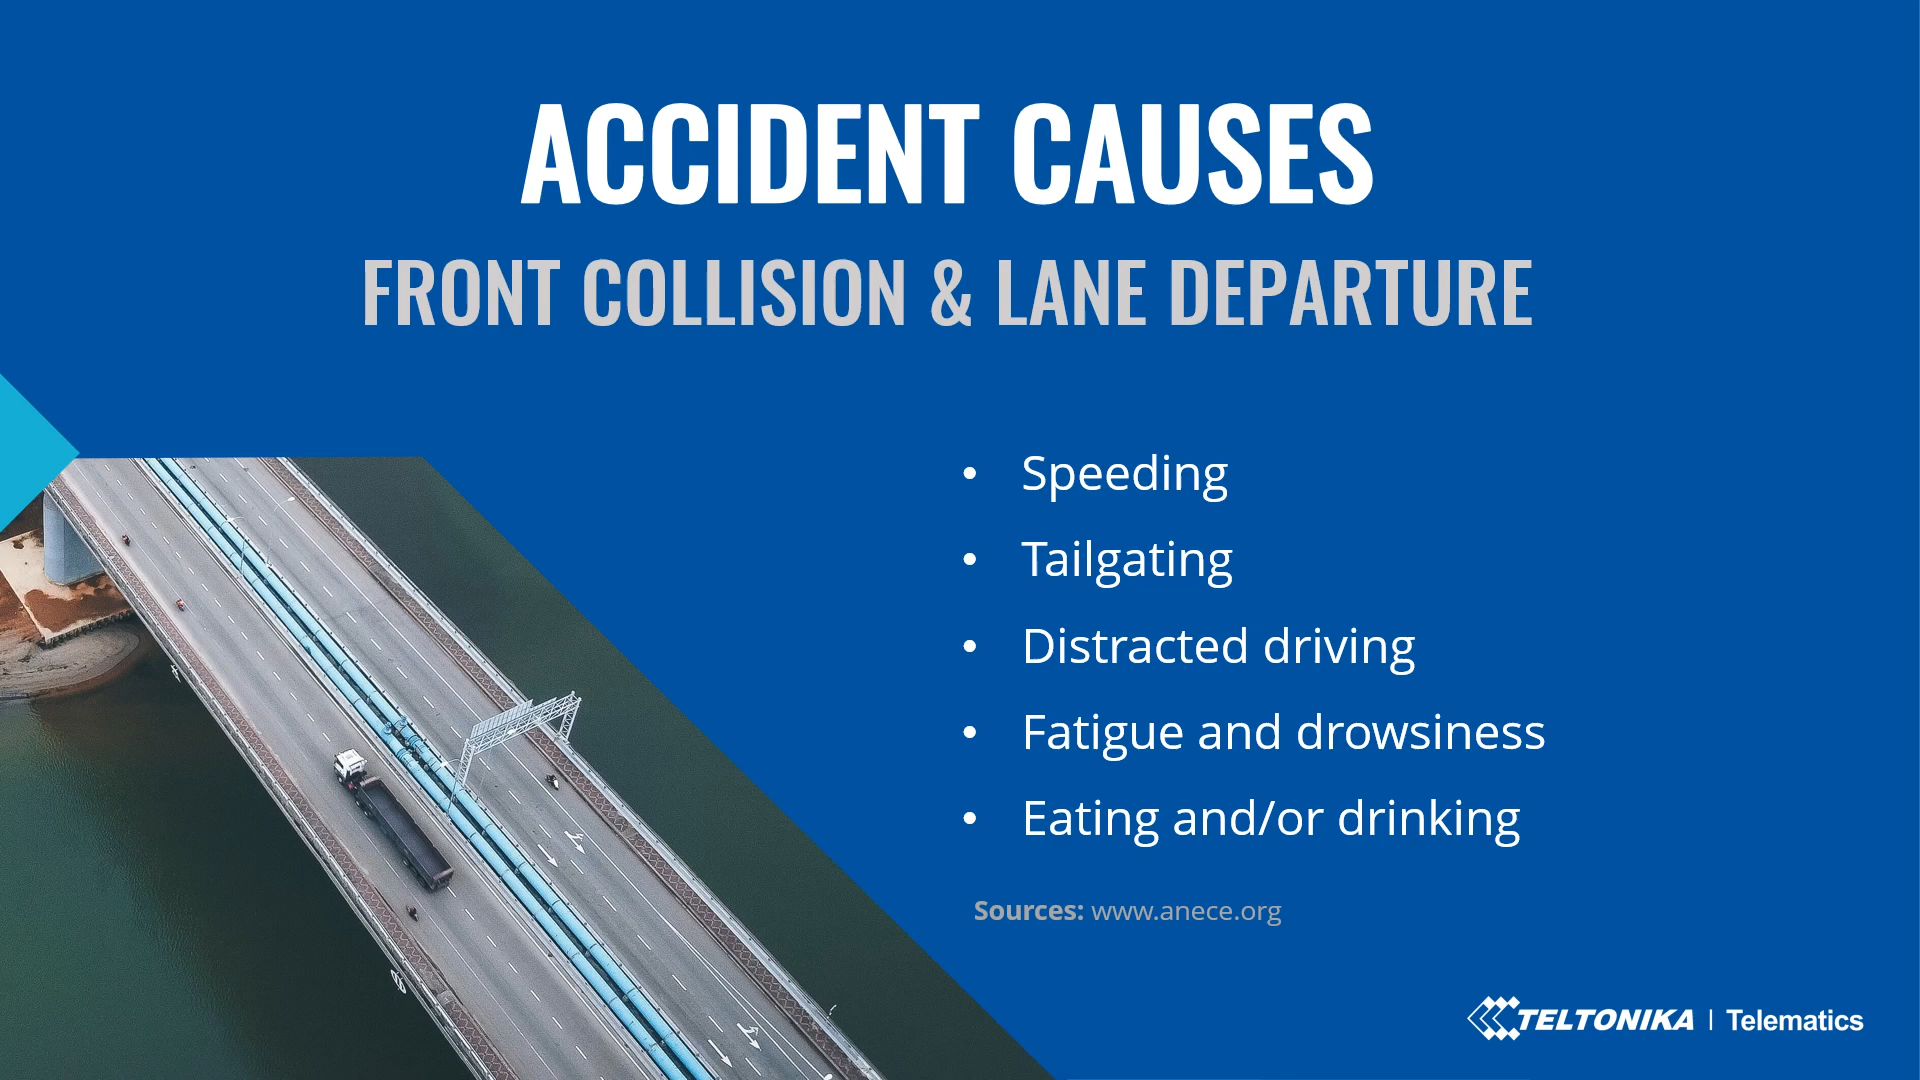 ACCIDENT CAUSES
FRONT COLLISION & LANE DEPARTURE
• Speeding
• Tailgating
• Distracted driving
• Fatigue and drowsiness
• Eating and/or drinking
Sources: www.anece.org
TELTONIKA | Telematics